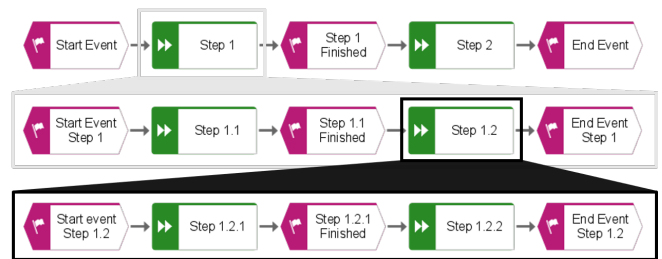 Start Event
Step 1
Step 1
Finished
Step 2
End Event
Start Event
Step 1
Step 1.1
Step 1.1
Finished
Step 1.2
End Event
Step 1
Start event
Step 1.2
Step 1.2.1
Step 1.2.1
Finished
Step 1.2.2
End Event
Step 1.2